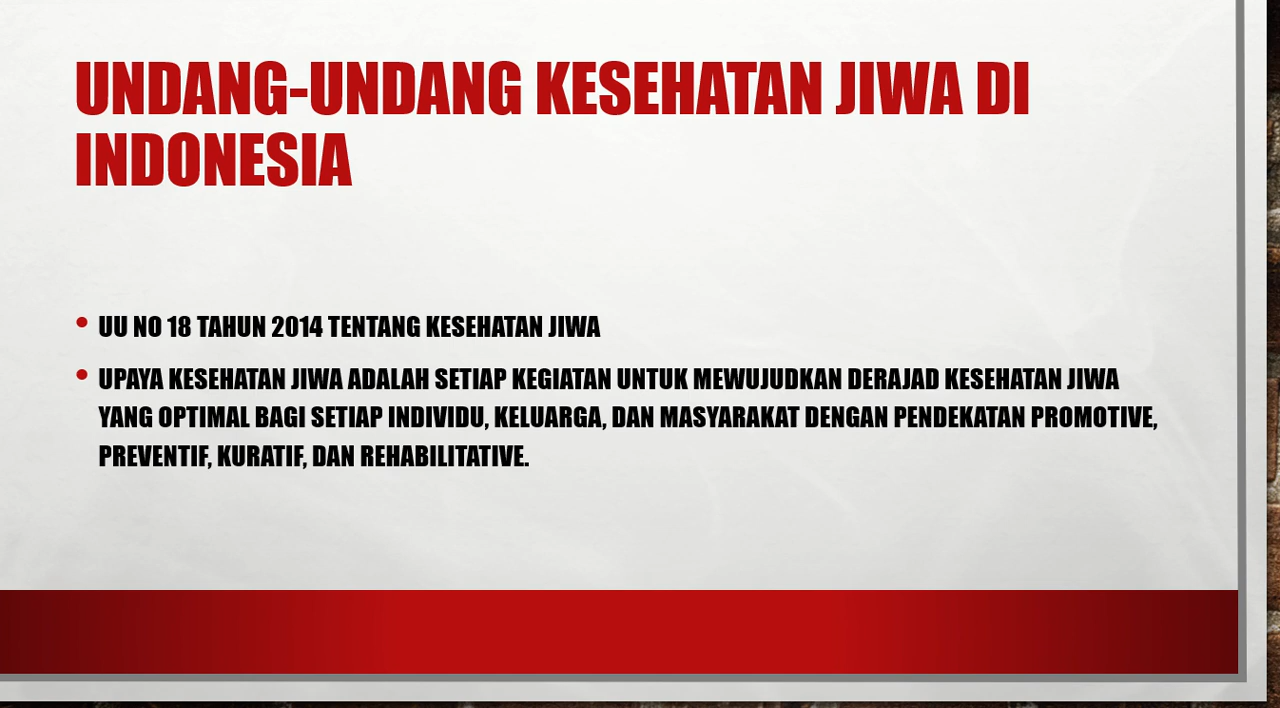 UNDANG-UNDANG KESEHATAN JIWA DI
INDONESIA
• UU NO 18 TAHUN 2014 TENTANG KESEHATAN JIWA
• UPAYA KESEHATAN JIWA ADALAH SETIAP KEGIATAN UNTUK MEWUJUDKAN DERAJAD KESEHATAN JIWA
YANG OPTIMAL BAGI SETIAP INDIVIDU, KELUARGA, DAN MASYARAKAT DENGAN PENDEKATAN PROMOTIVE,
PREVENTIF, KURATIF, DAN REHABILITATIVE.